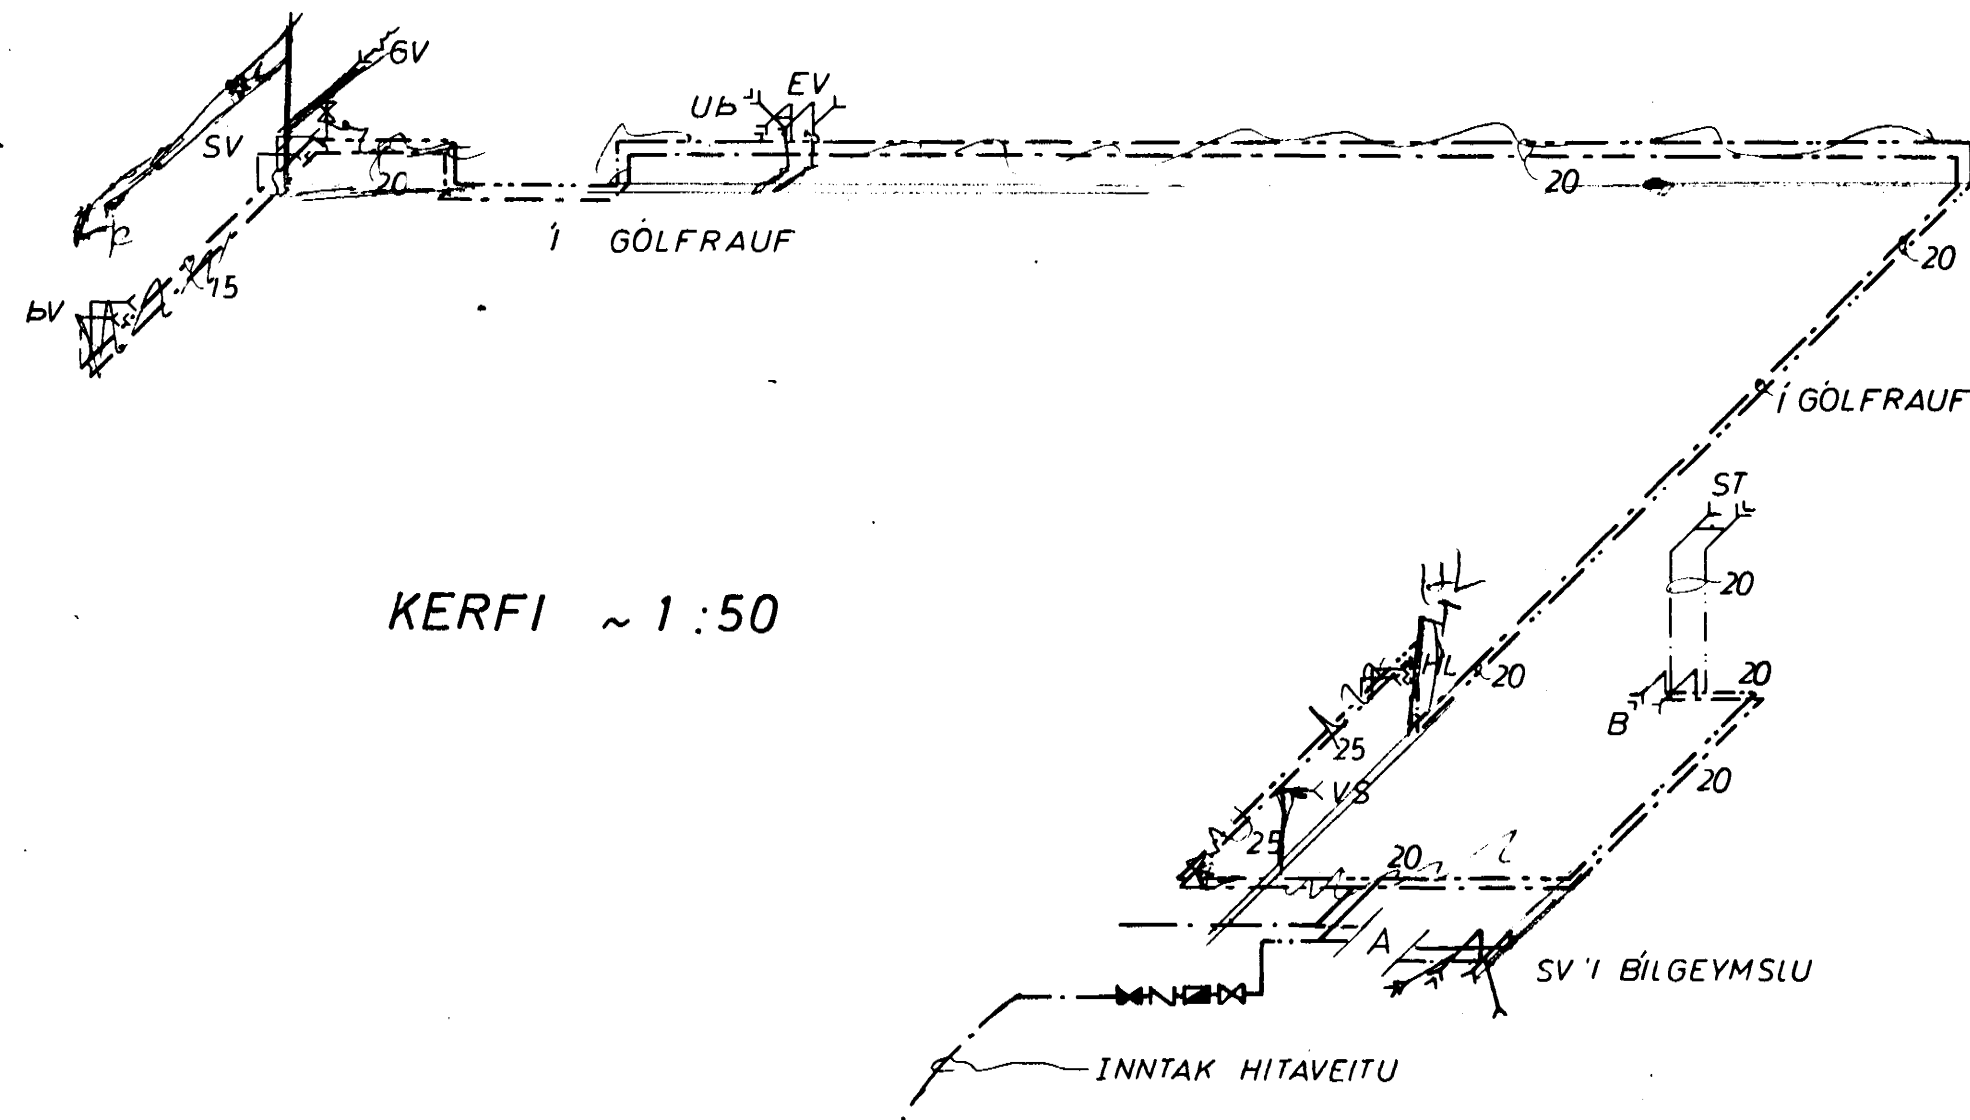 GV
EV
Uþ
SV
20
20
Í GÓLFRAUF
20
15
þV
Í GÓLFRAUF
ST
20
HL
KERFI ~ 1 : 50
HL
20
20
B
25
20
VS
25
20
A
SV Í BÍLGEYMSLU
INNTAK HITAVEITU